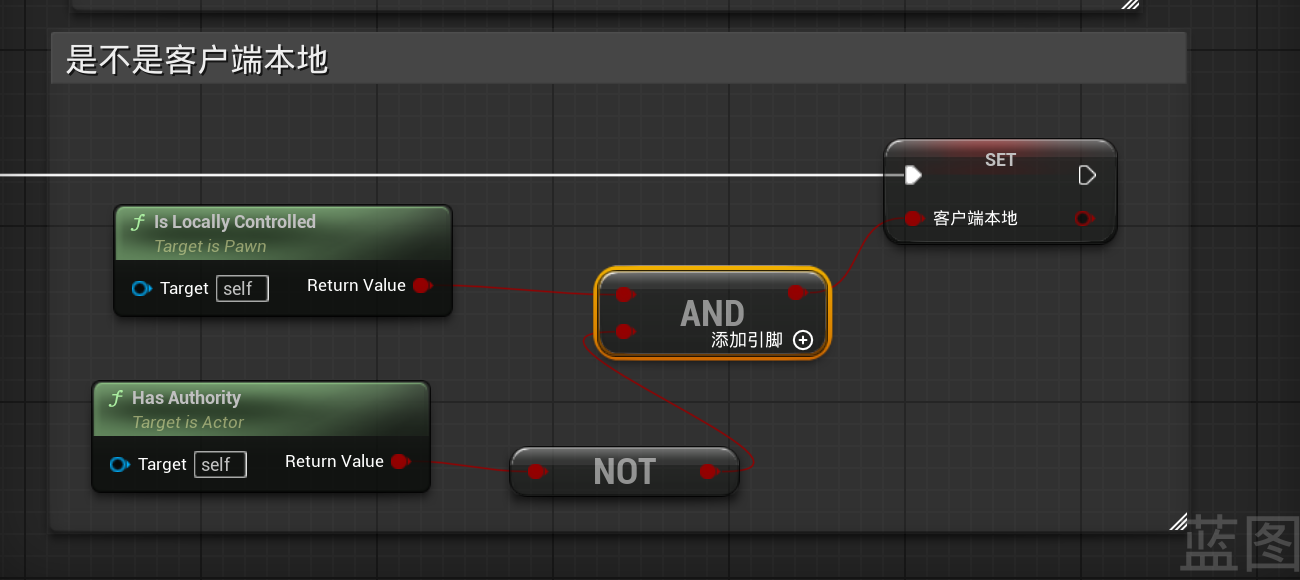 是不是客户端本地
SET
客户端本地
f Is Locally Controlled
Target is Pawn
Target self Return Value
AND
添加引脚
f Has Authority
Target is Actor
Target self Return Value
NOT
蓝图